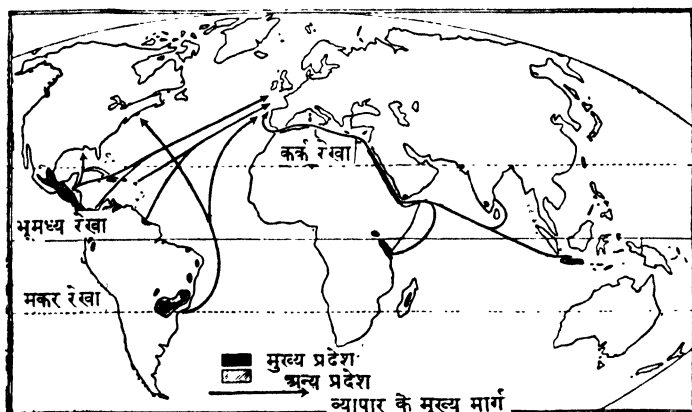 कर्क रेखा
भूमध्य रेखा
मकर रेखा
मुख्य प्रदेश
अन्य प्रदेश
व्यापार के मुख्य मार्ग